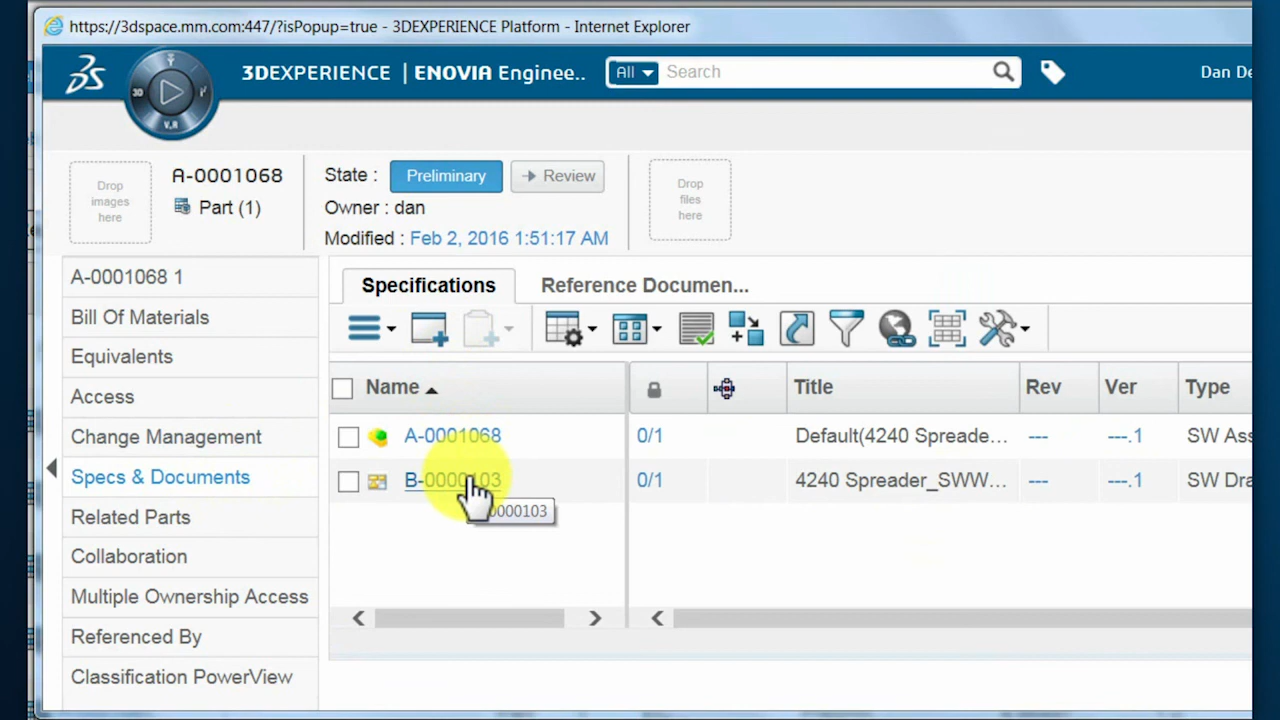 https://3dspace.mm.com:447/?isPopup=true - 3DEXPERIENCE Platform - Internet Explorer
3DEXPERIENCE | ENOVIA Enginee..
All
Search
Dan De
3D
V,R
Drop images here
A-0001068
Part (1)
State :
Preliminary
Review
Owner : dan
Modified : Feb 2, 2016 1:51:17 AM
Drop files here
A-0001068 1
Bill Of Materials
Equivalents
Access
Change Management
Specs & Documents
Related Parts
Collaboration
Multiple Ownership Access
Referenced By
Classification PowerView
Specifications
Reference Documen...
Name
Title
Rev
Ver
Type
A-0001068
0/1
Default(4240 Spreade...
---
---.1
SW Ass
B-0000103
0/1
4240 Spreader_SWW...
---
---.1
SW Dra
0000103